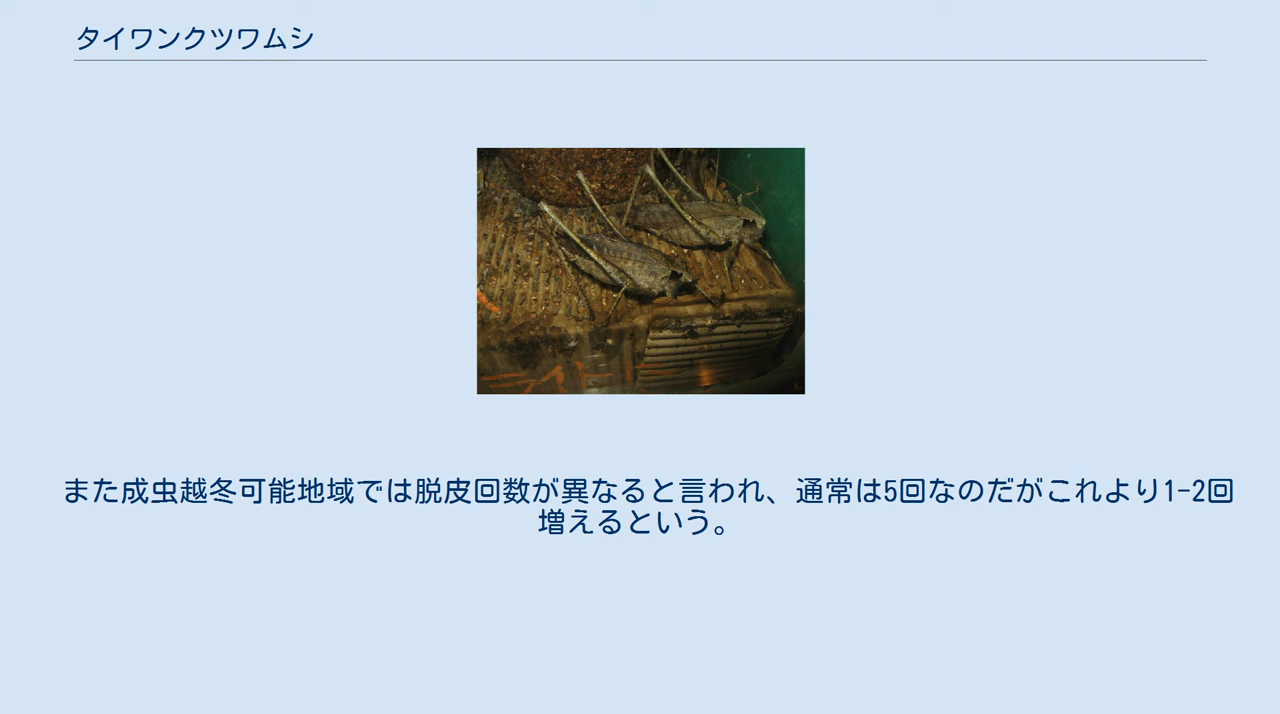 タイワンクツワムシ
また成虫越冬可能地域では脱皮回数が異なると言われ、通常は5回なのだがこれより1-2回
増えるという。